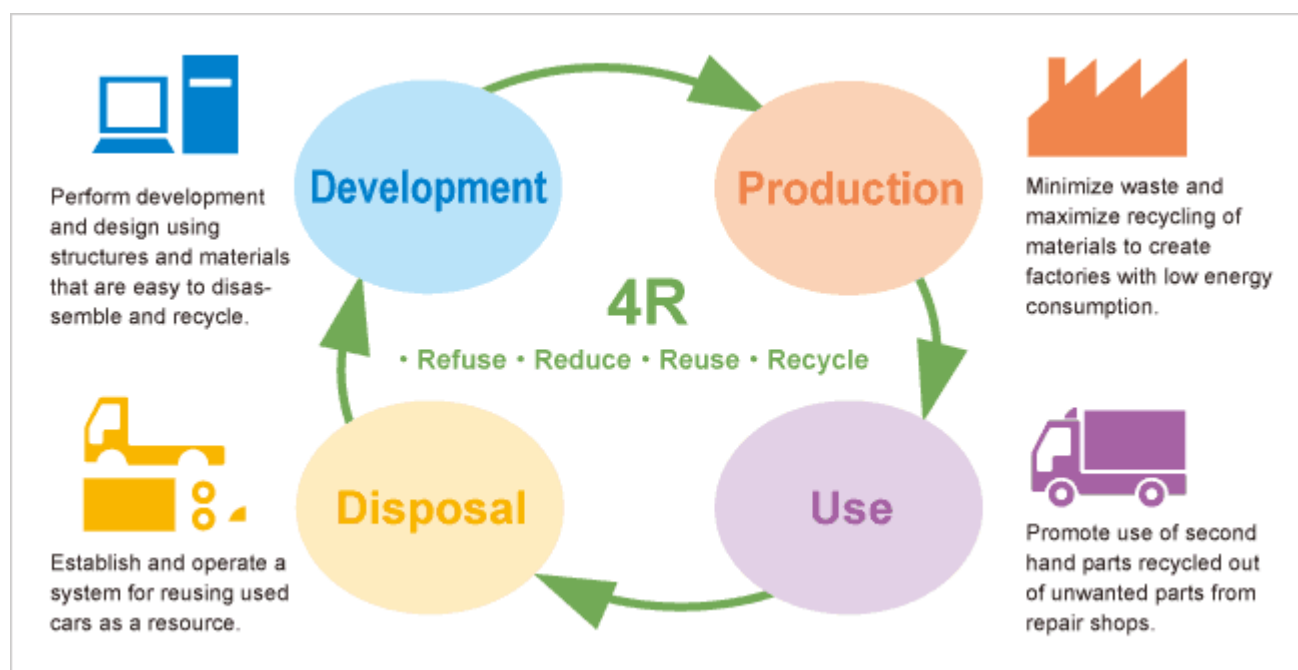 Development
Perform development
and design using
structures and materials
that are easy to disas-
semble and recycle.
Production
Minimize waste and
maximize recycling of
materials to create
factories with low energy
consumption.
4R
・Refuse・Reduce・Reuse・Recycle
Disposal
Establish and operate a
system for reusing used
cars as a resource.
Use
Promote use of second
hand parts recycled out
of unwanted parts from
repair shops.